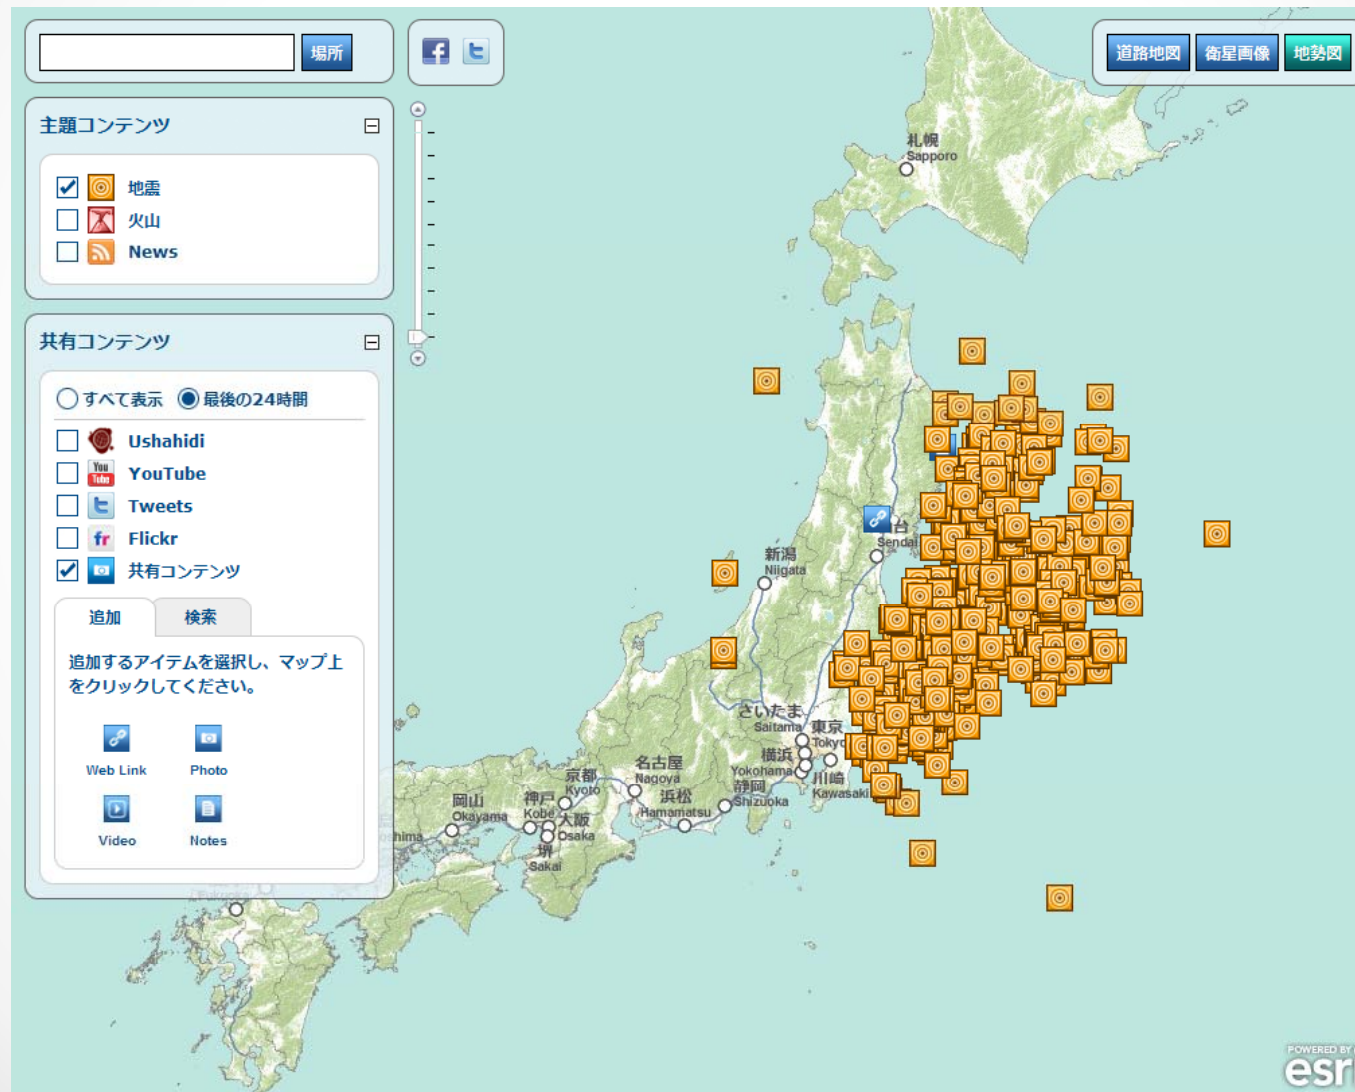 場所
道路地図
衛星画像
地勢図
主題コンテンツ
地震
火山
News
共有コンテンツ
すべて表示
最後の24時間
Ushahidi
YouTube
Tweets
Flickr
共有コンテンツ
追加
検索
追加するアイテムを選択し、マップ上
をクリックしてください。
Web Link
Photo
Video
Notes
札幌
Sapporo
台
Sendai
新潟
Niigata
さいたま
Saitama
東京
Tokyo
横浜
Yokohama
川崎
Kawasaki
名古屋
Nagoya
静岡
Shizuoka
浜松
Hamamatsu
京都
Kyoto
神戸
Kobe
大阪
Osaka
堺
Sakai
岡山
Okayama
hima
Fukuoka
POWERED BY
esri